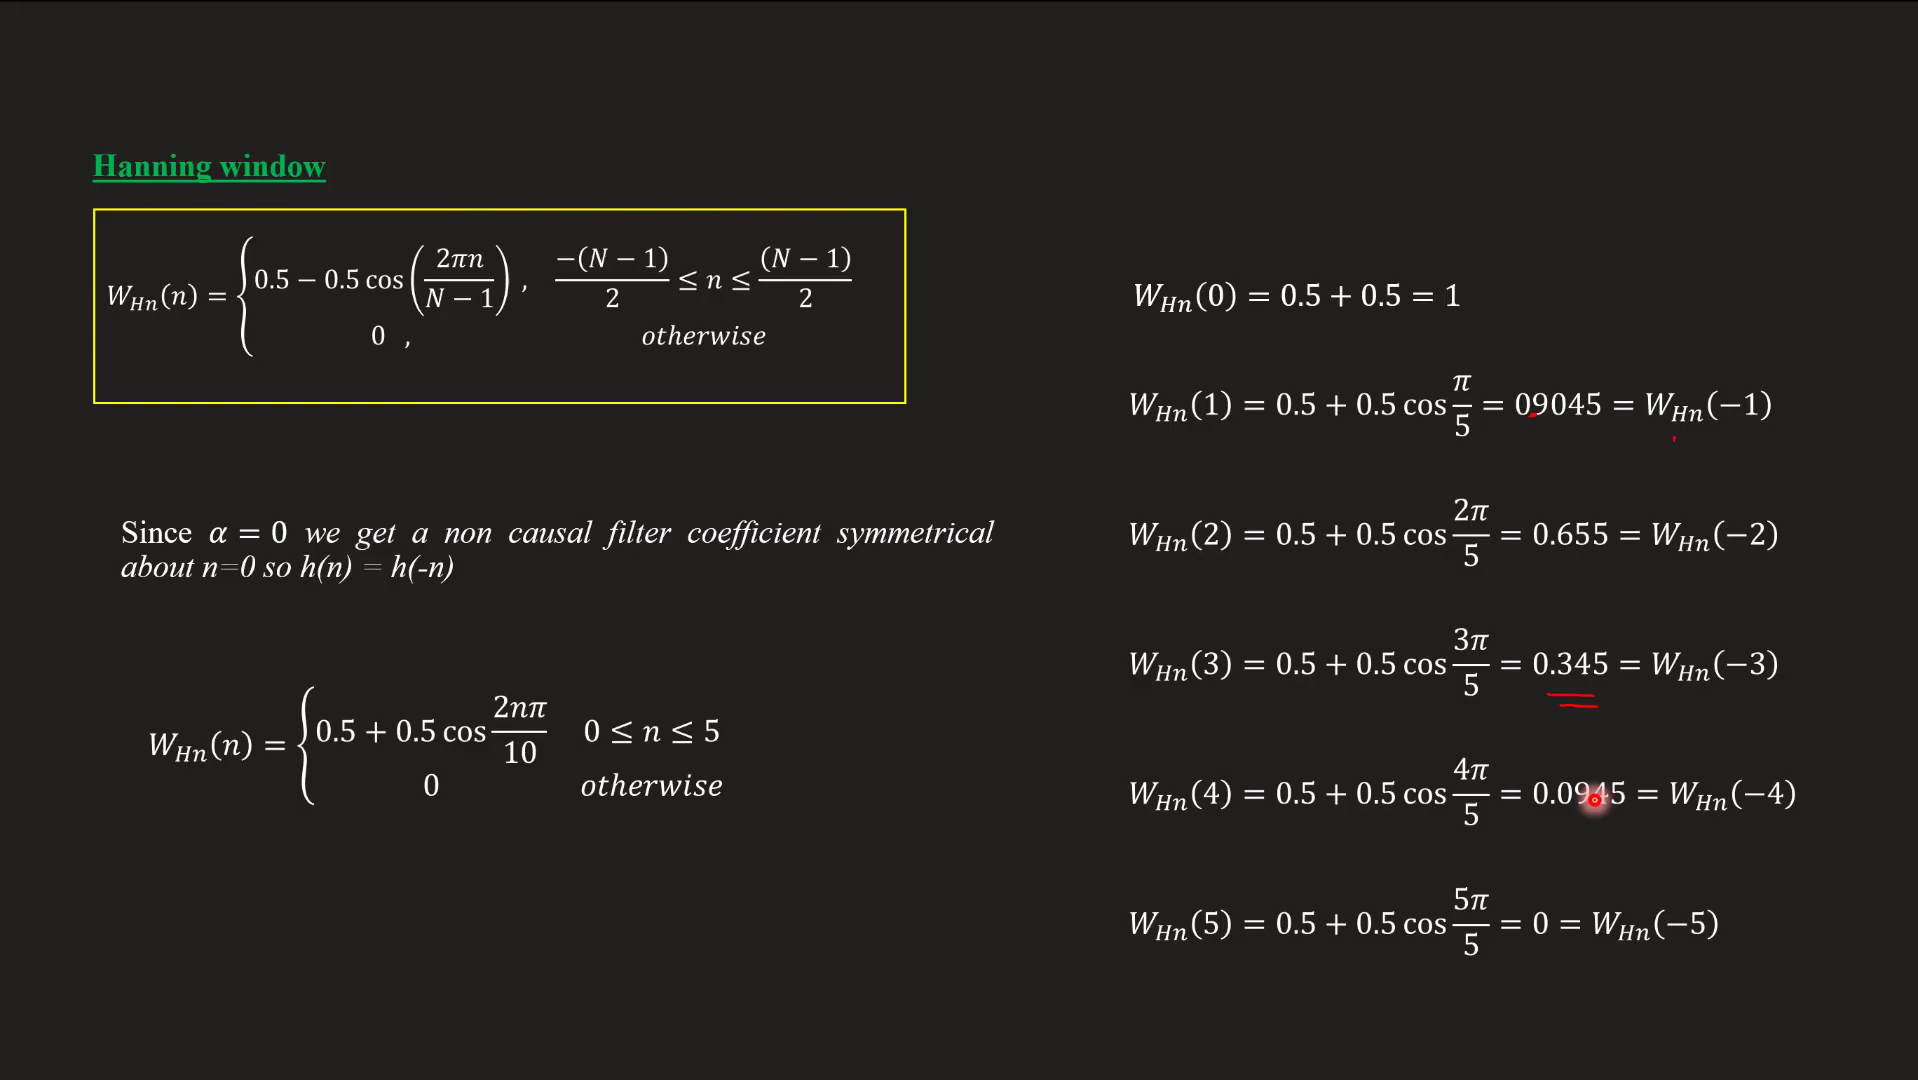 Hanning window
W_Hn(n) = { 0.5 − 0.5 cos (2πn / N − 1) ,   −(N − 1)/2 ≤ n ≤ (N − 1)/2
0 ,   otherwise
Since α = 0 we get a non causal filter coefficient symmetrical
about n=0 so h(n) = h(-n)
W_Hn(n) = { 0.5 + 0.5 cos 2nπ/10   0 ≤ n ≤ 5
0   otherwise
W_Hn(0) = 0.5 + 0.5 = 1
W_Hn(1) = 0.5 + 0.5 cos π/5 = 09045 = W_Hn(−1)
W_Hn(2) = 0.5 + 0.5 cos 2π/5 = 0.655 = W_Hn(−2)
W_Hn(3) = 0.5 + 0.5 cos 3π/5 = 0.345 = W_Hn(−3)
W_Hn(4) = 0.5 + 0.5 cos 4π/5 = 0.0945 = W_Hn(−4)
W_Hn(5) = 0.5 + 0.5 cos 5π/5 = 0 = W_Hn(−5)